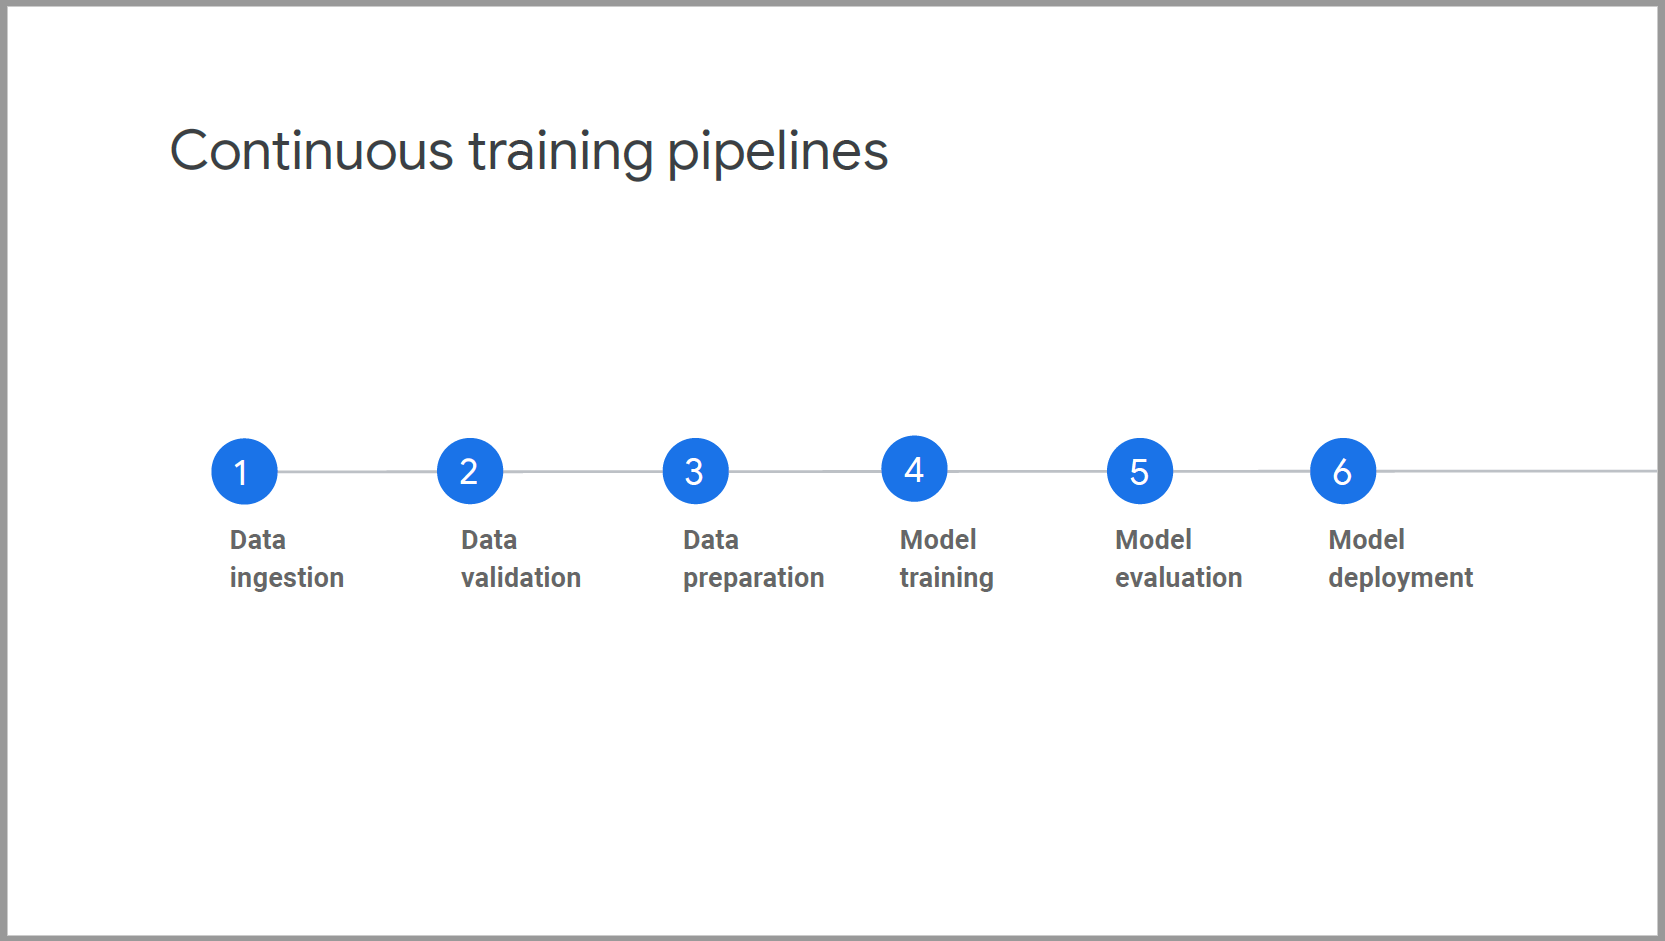 Continuous training pipelines
1 2 3 4 5 6
Data Data Data Model Model Model
ingestion validation preparation training evaluation deployment